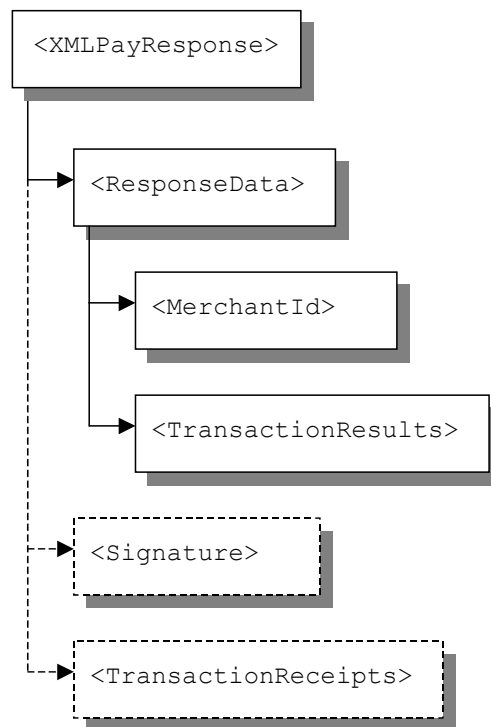 <XMLPayResponse>
<ResponseData>
<MerchantId>
<TransactionResults>
<Signature>
<TransactionReceipts>